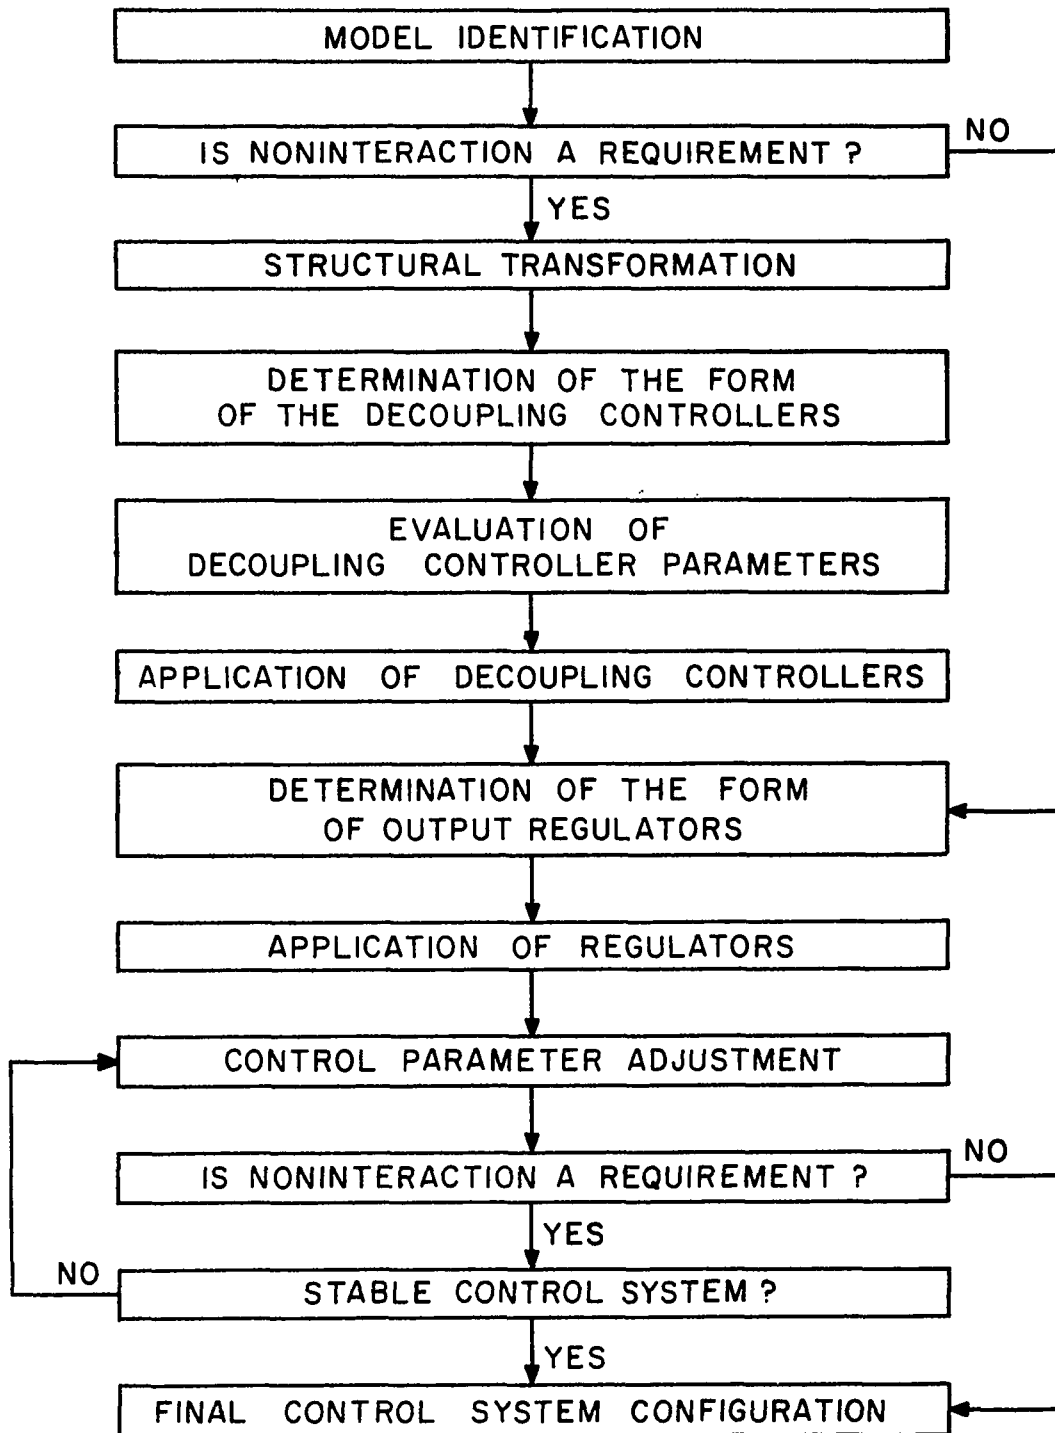 MODEL IDENTIFICATION
IS NONINTERACTION A REQUIREMENT ?
NO
YES
STRUCTURAL TRANSFORMATION
DETERMINATION OF THE FORM
OF THE DECOUPLING CONTROLLERS
EVALUATION OF
DECOUPLING CONTROLLER PARAMETERS
APPLICATION OF DECOUPLING CONTROLLERS
DETERMINATION OF THE FORM
OF OUTPUT REGULATORS
APPLICATION OF REGULATORS
CONTROL PARAMETER ADJUSTMENT
IS NONINTERACTION A REQUIREMENT ?
NO
YES
NO
STABLE CONTROL SYSTEM ?
YES
FINAL CONTROL SYSTEM CONFIGURATION